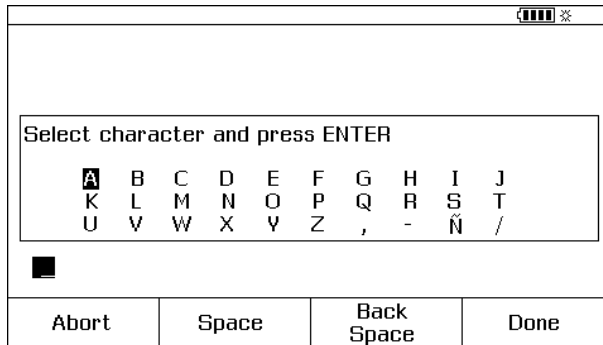 Select character and press ENTER
A B C D E F G H I J
K L M N O P Q R S T
U V W X Y Z , - Ñ /
_
Abort Space Back Space Done